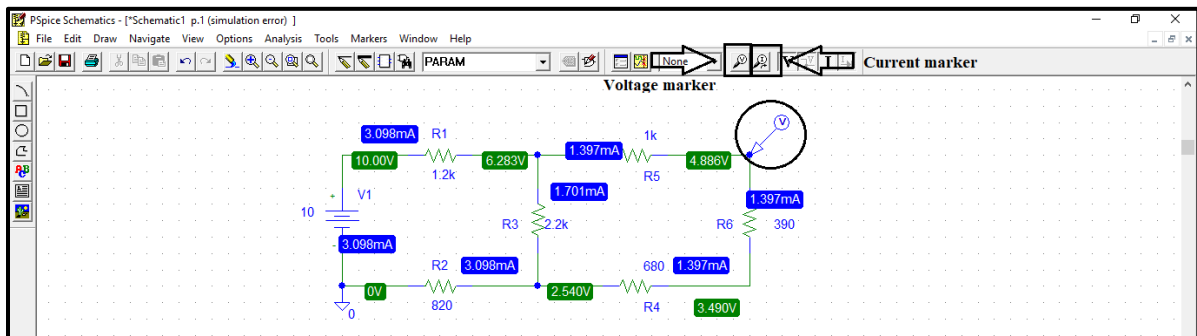 PSpice Schematics - [*Schematic1 p.1 (simulation error) ]
File Edit Draw Navigate View Options Analysis Tools Markers Window Help
PARAM None Current marker
Voltage marker
V
3.098mA R1 1k
10.00V 6.283V 1.397mA 4.886V
1.2k R5
+ V1 1.701mA 1.397mA
10 R3 2.2k R6 390
- 3.098mA
R2 3.098mA 680 1.397mA
0V 2.540V
0 820 R4 3.490V